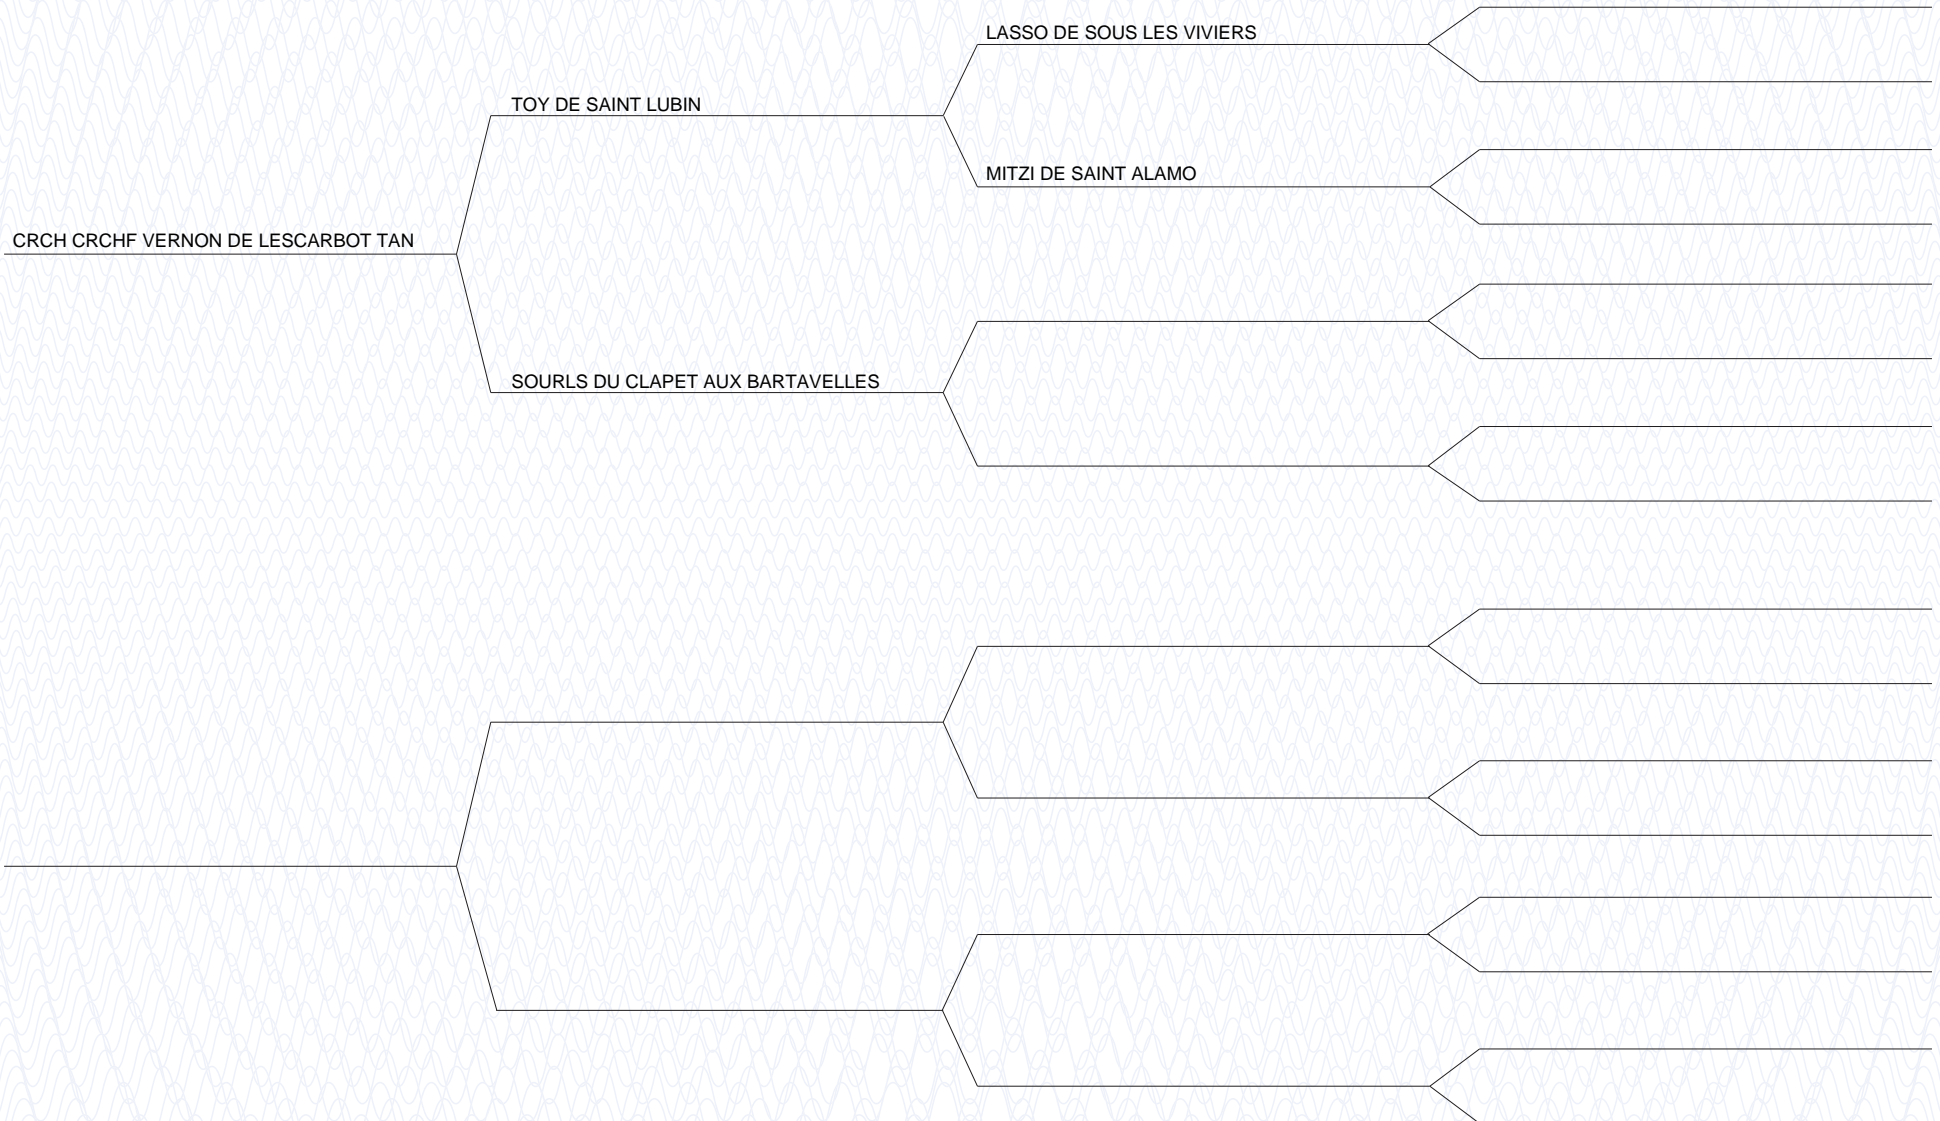 LASSO DE SOUS LES VIVIERS
TOY DE SAINT LUBIN
MITZI DE SAINT ALAMO
CRCH CRCHF VERNON DE LESCARBOT TAN
SOURLS DU CLAPET AUX BARTAVELLES